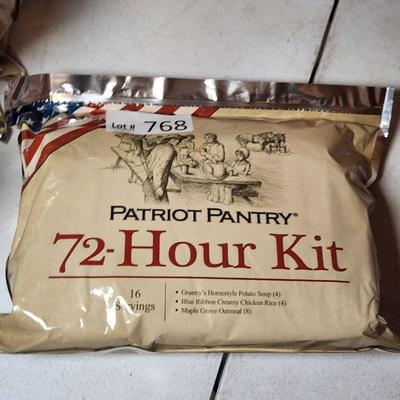 Lot # 768
PATRIOT PANTRY®
72-Hour Kit
16
Servings
• Granny's Homestyle Potato Soup (4)
• Blue Ribbon Creamy Chicken Rice (4)
• Maple Grove Oatmeal (8)